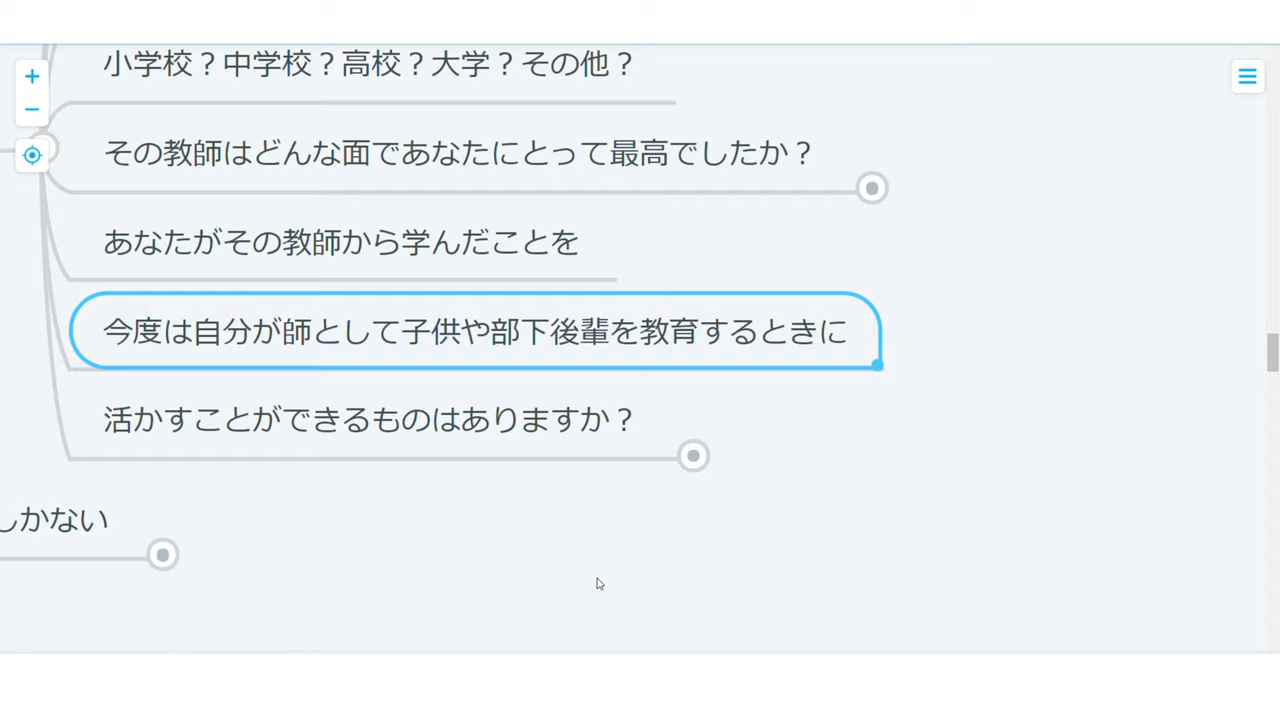 小学校？中学校？高校？大学？その他？
その教師はどんな面であなたにとって最高でしたか？
あなたがその教師から学んだことを
今度は自分が師として子供や部下後輩を教育するときに
活かすことができるものはありますか？
しかない